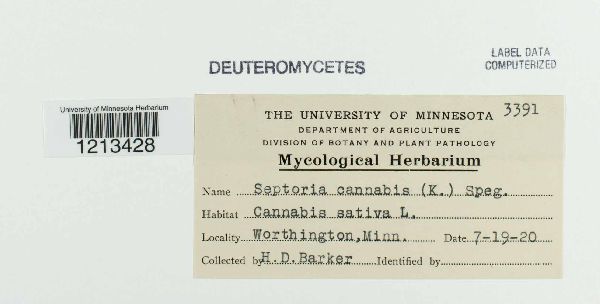 DEUTEROMYCETES
LABEL DATA
COMPUTERIZED
University of Minnesota Herbarium
1213428
3391
THE UNIVERSITY OF MINNESOTA
DEPARTMENT OF AGRICULTURE
DIVISION OF BOTANY AND PLANT PATHOLOGY
Mycological Herbarium
Name Septoria cannabis (K.) Speg.
Habitat Cannabis sativa L.
Locality Worthington, Minn. Date 7-19-20
Collected by H.D.Barker Identified by